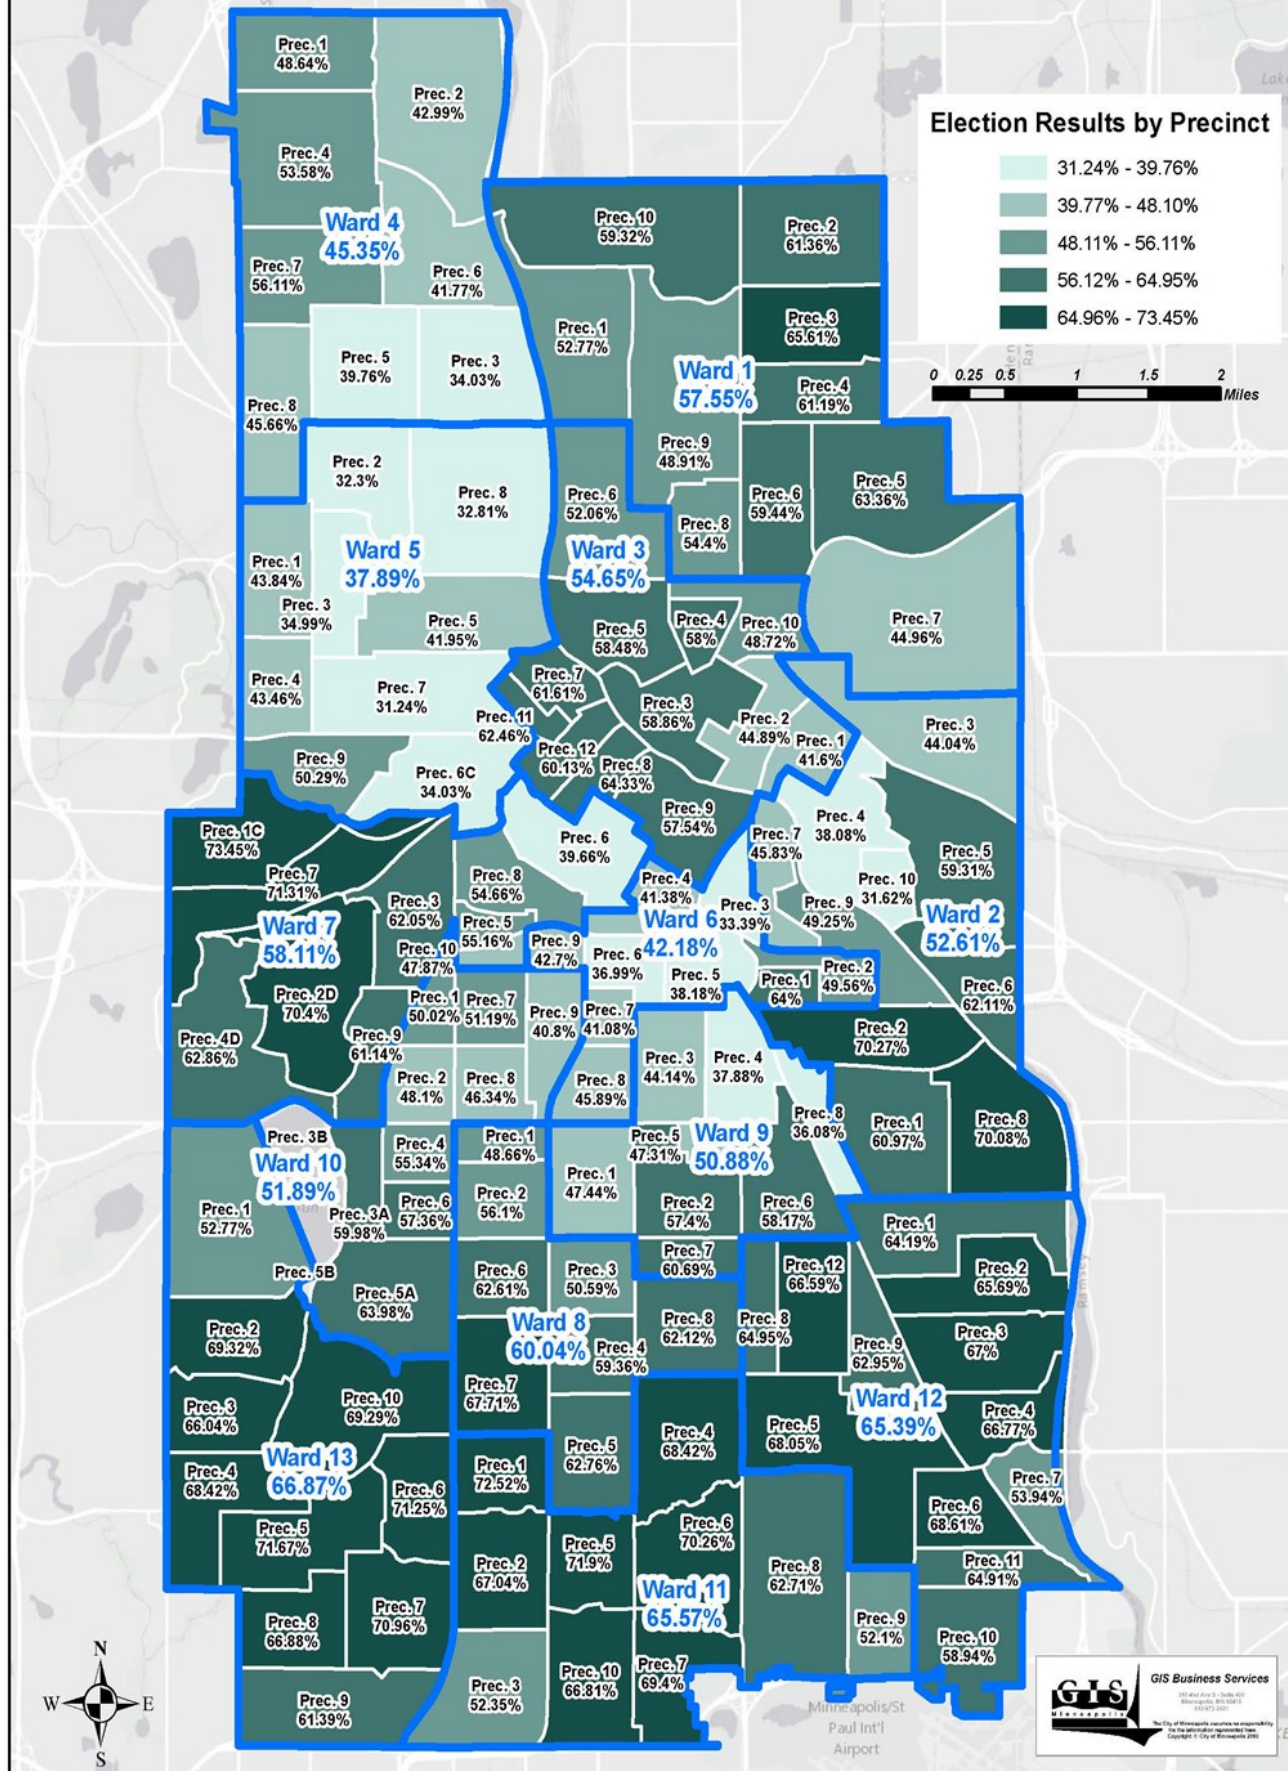 Election Results by Precinct
31.24% - 39.76%
39.77% - 48.10%
48.11% - 56.11%
56.12% - 64.95%
64.96% - 73.45%
0 0.25 0.5 1 1.5 2
Miles
Prec. 1
48.64%
Prec. 2
42.99%
Prec. 4
53.58%
Ward 4
45.35%
Prec. 7
56.11%
Prec. 6
41.77%
Prec. 5
39.76%
Prec. 3
34.03%
Prec. 8
45.66%
Prec. 10
59.32%
Prec. 2
61.36%
Prec. 1
52.77%
Prec. 3
65.61%
Ward 1
57.55%
Prec. 4
61.19%
Prec. 9
48.91%
Prec. 5
63.36%
Prec. 6
59.44%
Prec. 8
54.4%
Prec. 7
44.96%
Prec. 2
32.3%
Prec. 8
32.81%
Ward 5
37.89%
Prec. 1
43.84%
Prec. 3
34.99%
Prec. 5
41.95%
Prec. 4
43.46%
Prec. 7
31.24%
Prec. 9
50.29%
Prec. 6C
34.03%
Prec. 6
52.06%
Ward 3
54.65%
Prec. 5
58.48%
Prec. 4
58%
Prec. 10
48.72%
Prec. 7
61.61%
Prec. 3
58.86%
Prec. 11
62.46%
Prec. 2
44.89%
Prec. 1
41.6%
Prec. 12
60.13%
Prec. 8
64.33%
Prec. 9
57.54%
Prec. 3
44.04%
Prec. 4
38.08%
Prec. 7
45.83%
Prec. 5
59.31%
Prec. 10
31.62%
Prec. 9
49.25%
Ward 2
52.61%
Prec. 2
49.56%
Prec. 1
64%
Prec. 6
62.11%
Prec. 2
70.27%
Prec. 1
60.97%
Prec. 8
70.08%
Prec. 6
39.66%
Prec. 4
41.38%
Prec. 3
33.39%
Ward 6
42.18%
Prec. 9
42.7%
Prec. 6
36.99%
Prec. 5
38.18%
Prec. 7
41.08%
Prec. 8
45.89%
Prec. 1C
73.45%
Prec. 7
71.31%
Ward 7
58.11%
Prec. 3
62.05%
Prec. 8
54.66%
Prec. 5
55.16%
Prec. 10
47.87%
Prec. 2D
70.4%
Prec. 4D
62.86%
Prec. 9
61.14%
Prec. 1
50.02%
Prec. 7
51.19%
Prec. 9
40.8%
Prec. 2
48.1%
Prec. 8
46.34%
Prec. 3B
Prec. 4
55.34%
Ward 10
51.89%
Prec. 1
52.77%
Prec. 3A
59.98%
Prec. 6
57.36%
Prec. 5B
Prec. 5A
63.98%
Prec. 3
44.14%
Prec. 4
37.88%
Prec. 8
36.08%
Prec. 5
47.31%
Ward 9
50.88%
Prec. 1
47.44%
Prec. 2
57.4%
Prec. 6
58.17%
Prec. 7
60.69%
Prec. 1
48.66%
Prec. 2
56.1%
Prec. 6
62.61%
Prec. 3
50.59%
Ward 8
60.04%
Prec. 8
62.12%
Prec. 4
59.36%
Prec. 7
67.71%
Prec. 5
62.76%
Prec. 1
64.19%
Prec. 12
66.59%
Prec. 2
65.69%
Prec. 8
64.95%
Prec. 3
67%
Prec. 9
62.95%
Ward 12
65.39%
Prec. 4
66.77%
Prec. 5
68.05%
Prec. 7
53.94%
Prec. 6
68.61%
Prec. 11
64.91%
Prec. 9
52.1%
Prec. 10
58.94%
Prec. 2
69.32%
Prec. 3
66.04%
Prec. 10
69.29%
Ward 13
66.87%
Prec. 4
68.42%
Prec. 6
71.25%
Prec. 5
71.67%
Prec. 8
66.88%
Prec. 7
70.96%
Prec. 9
61.39%
Prec. 4
68.42%
Prec. 1
72.52%
Prec. 6
70.26%
Prec. 5
71.9%
Prec. 2
67.04%
Prec. 8
62.71%
Ward 11
65.57%
Prec. 3
52.35%
Prec. 10
66.81%
Prec. 7
69.4%
Ramsey
Minneapolis/St
Paul Int'l
Airport
N
W E
S
GIS
Minneapolis
GIS Business Services
The City of Minneapolis assumes no responsibility
for the information represented here.